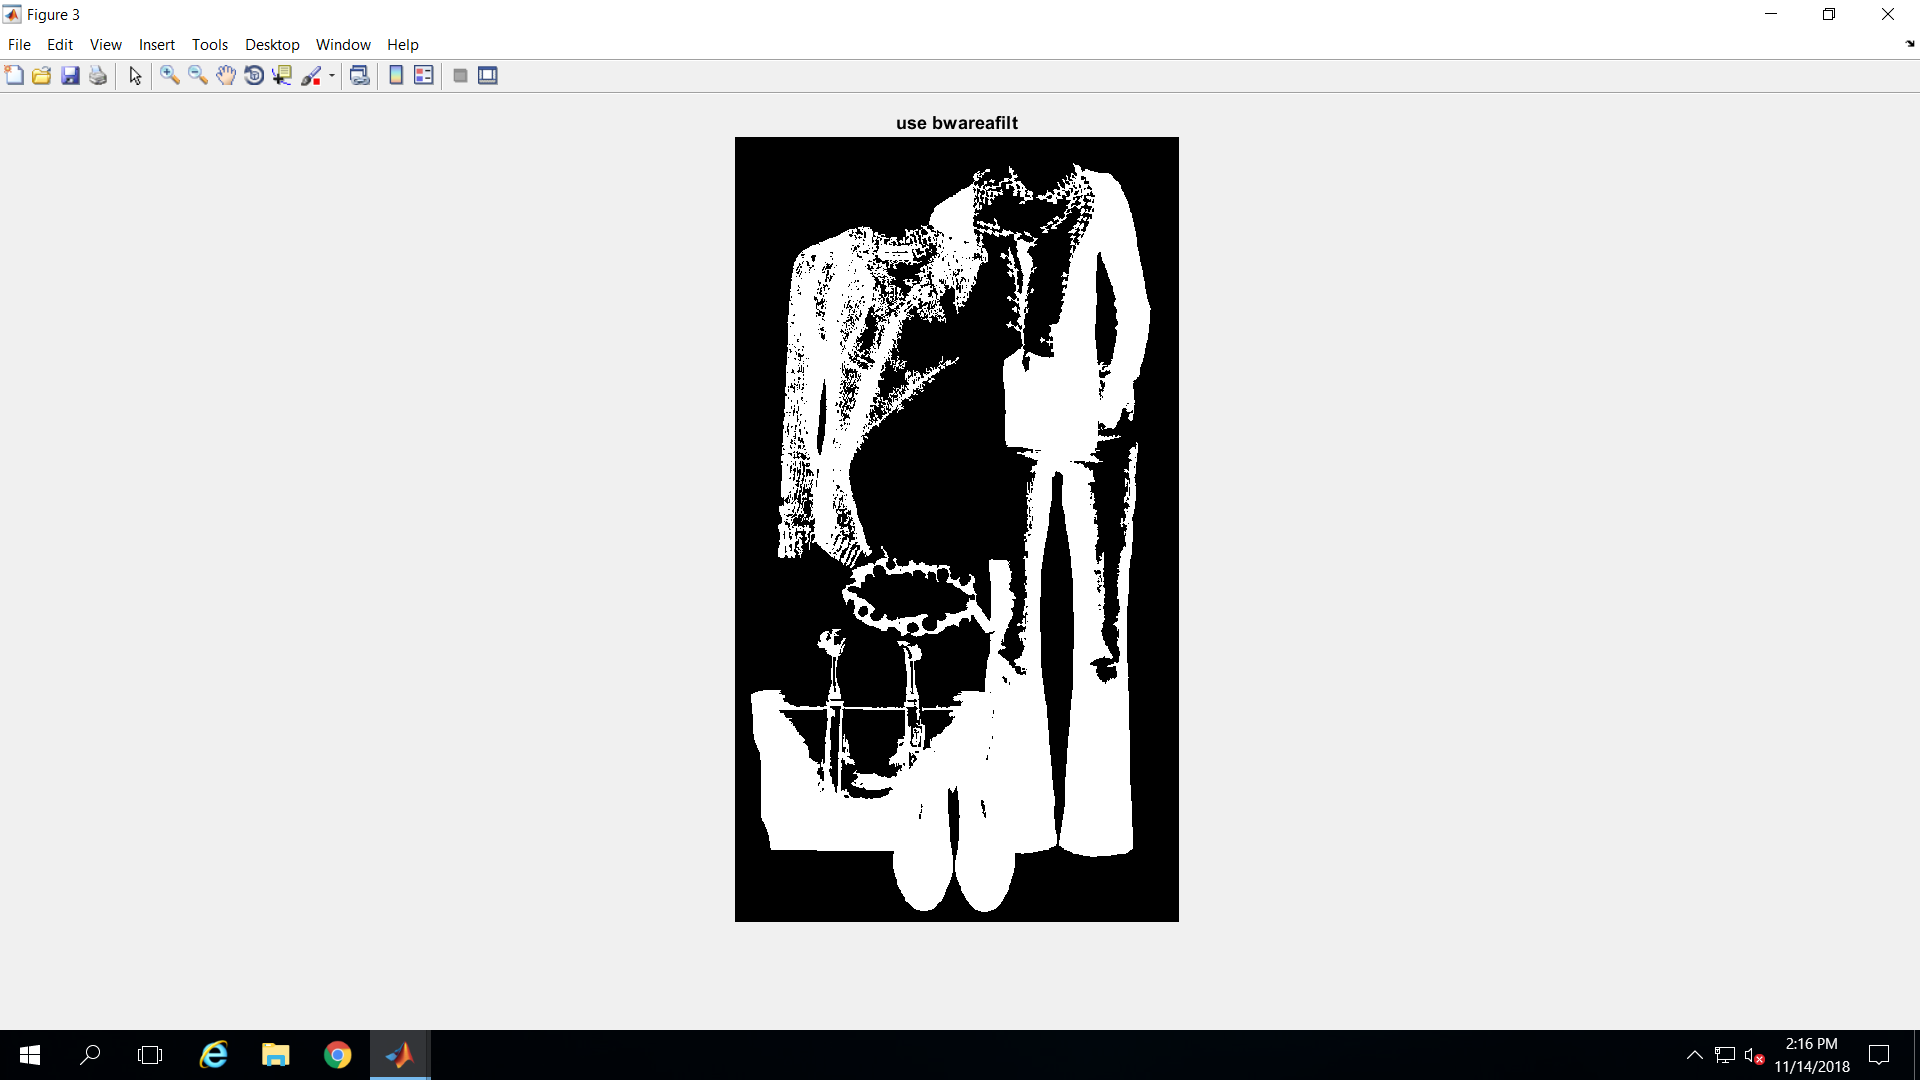 Figure 3
File Edit View Insert Tools Desktop Window Help
use bwareafilt
2:16 PM
11/14/2018